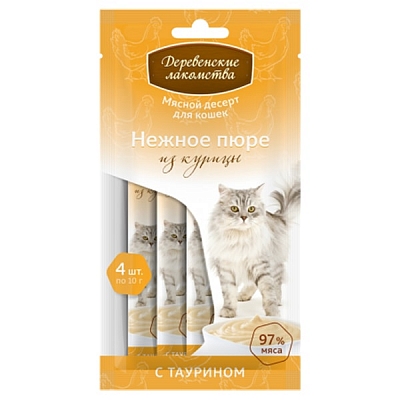 Деревенские
лакомства
Мясной десерт
для кошек
Нежное пюре
из курицы
4 шт.
по 10 г
97%
мяса
С ТАУРИНОМ